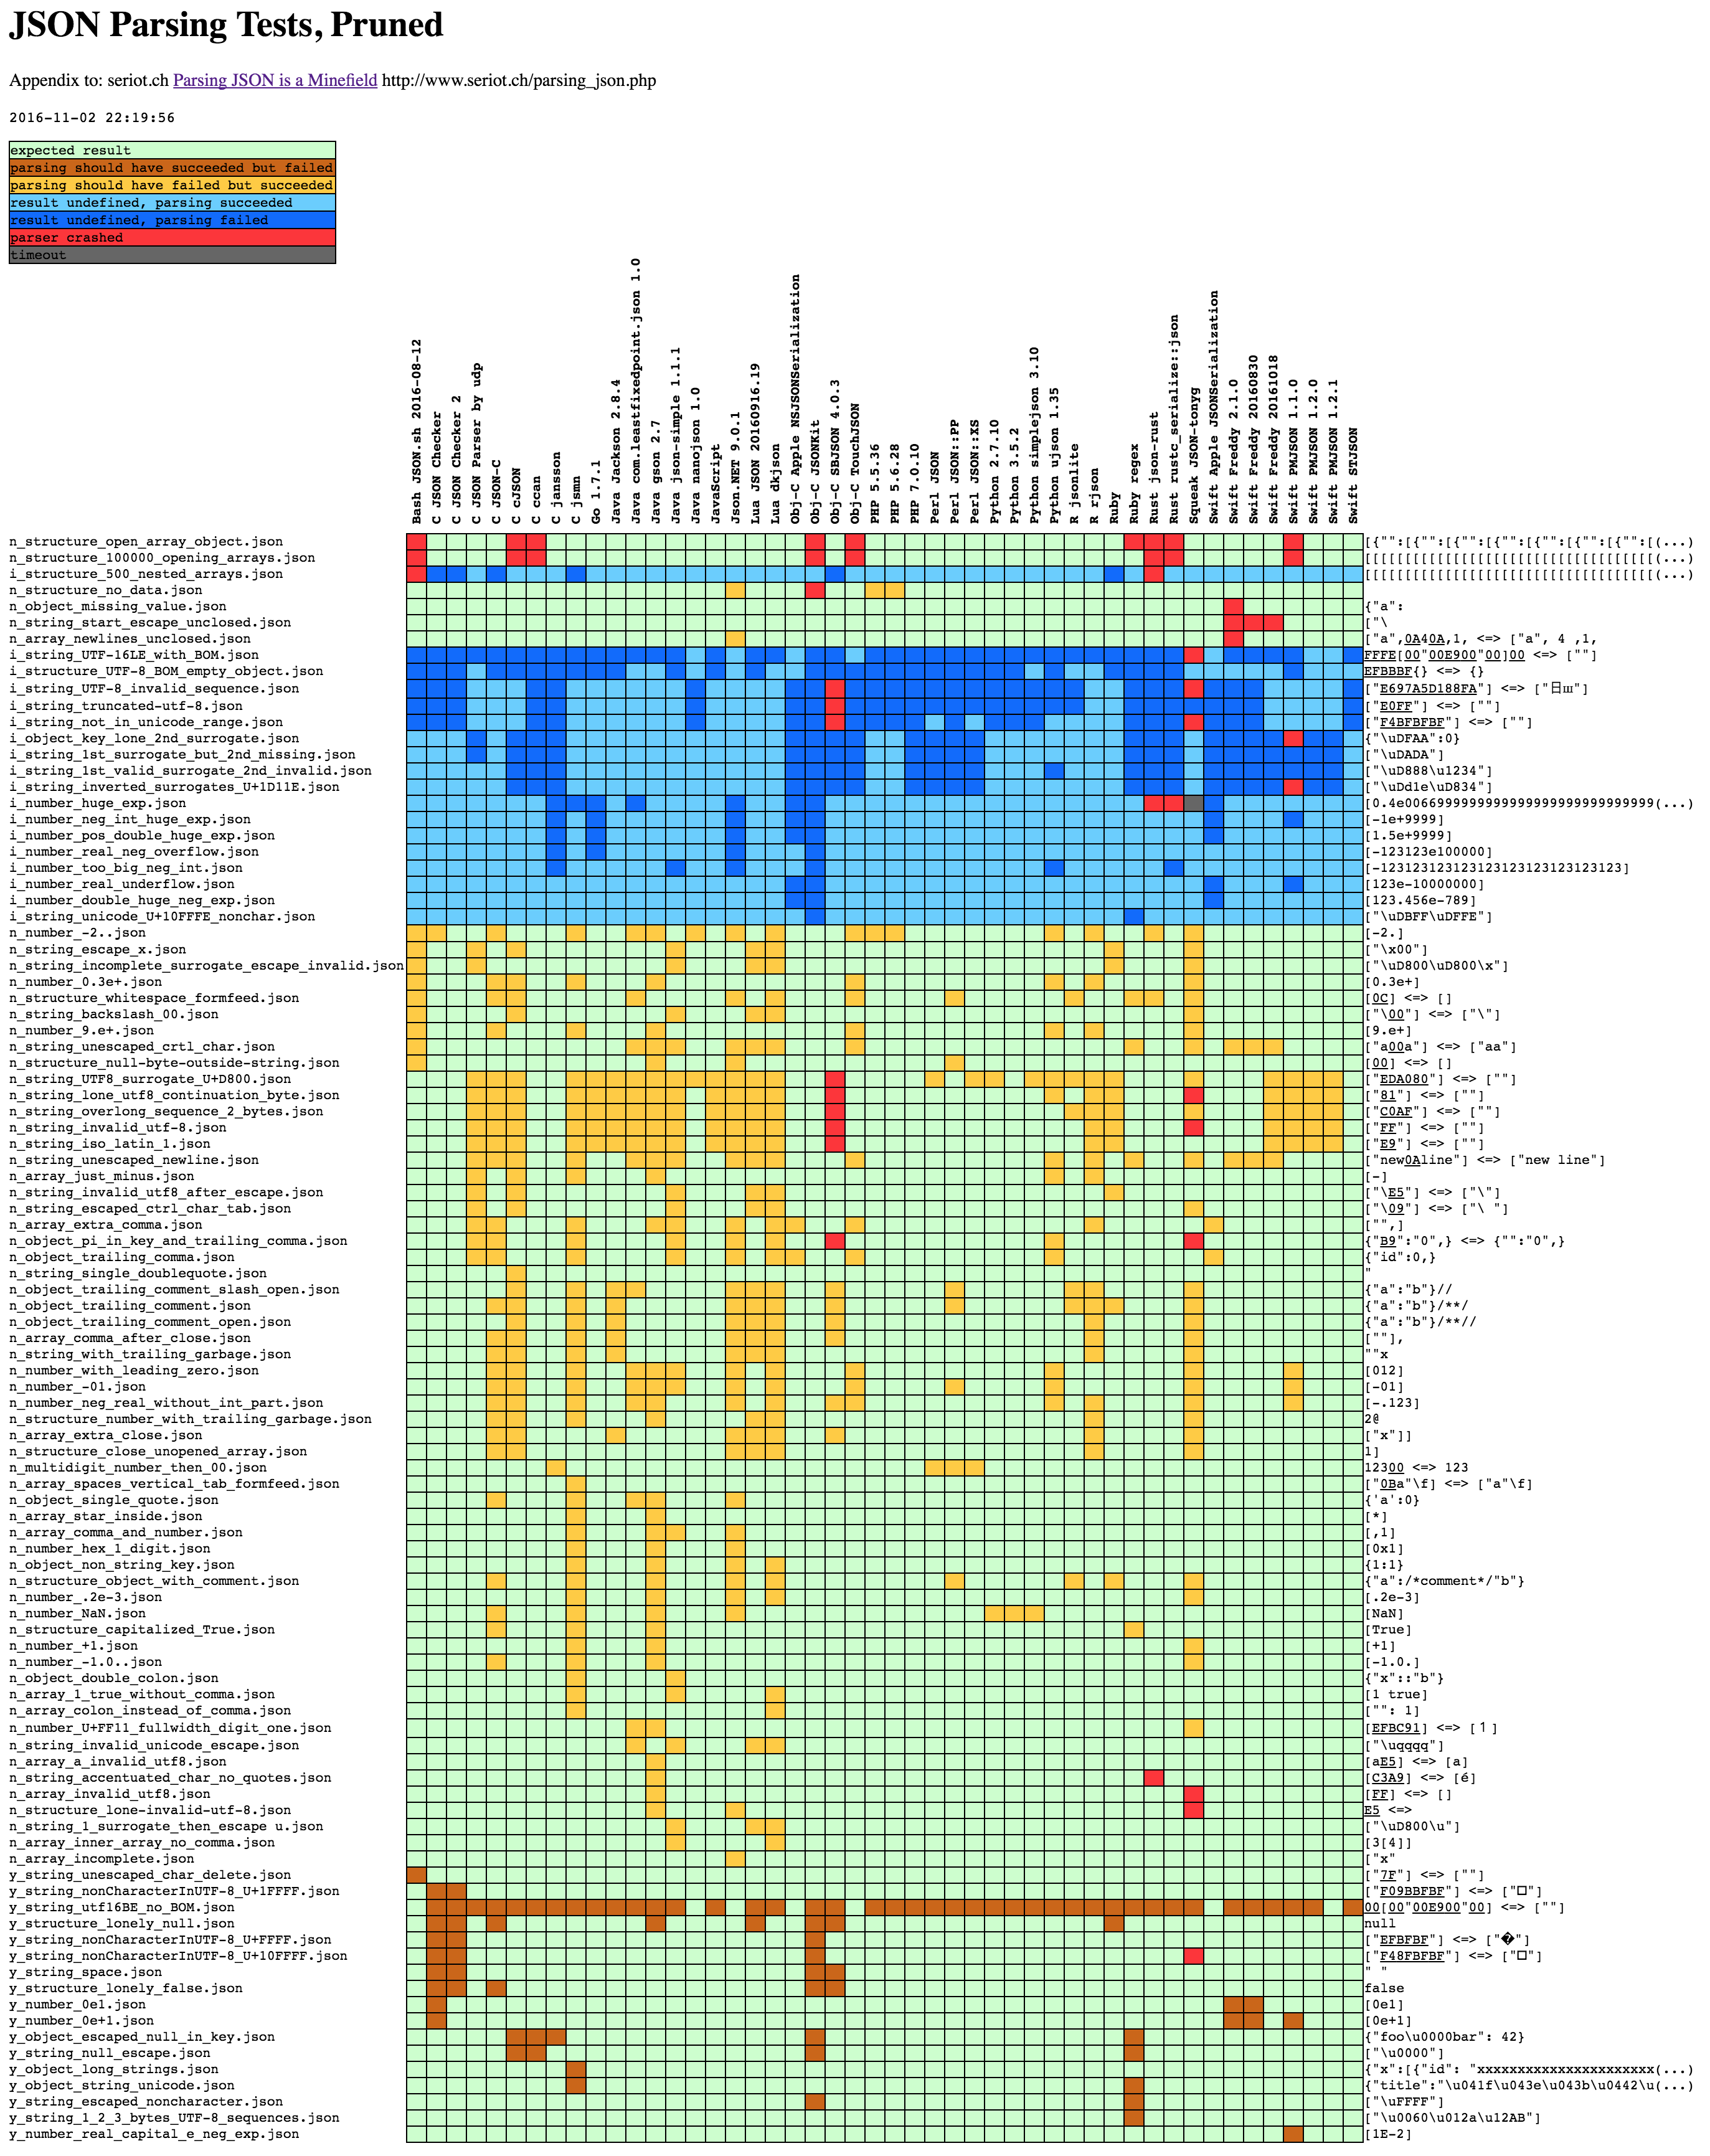 JSON Parsing Tests, Pruned
Appendix to: seriot.ch Parsing JSON is a Minefield http://www.seriot.ch/parsing_json.php
2016-11-02 22:19:56
expected result
parsing should have succeeded but failed
parsing should have failed but succeeded
result undefined, parsing succeeded
result undefined, parsing failed
parser crashed
timeout
Bash JSON.sh 2016-08-12
C JSON Checker
C JSON Checker 2
C JSON Parser by udp
C JSON-C
C cJSON
C ccan
C jansson
C jsmn
Go 1.7.1
Java Jackson 2.8.4
Java com.leastfixedpoint.json 1.0
Java gson 2.7
Java json-simple 1.1.1
Java nanojson 1.0
JavaScript
Json.NET 9.0.1
Lua JSON 20160916.19
Lua dkjson
Obj-C Apple NSJSONSerialization
Obj-C JSONKit
Obj-C SBJSON 4.0.3
Obj-C TouchJSON
PHP 5.5.36
PHP 5.6.28
PHP 7.0.10
Perl JSON
Perl JSON::PP
Perl JSON::XS
Python 2.7.10
Python 3.5.2
Python simplejson 3.10
Python ujson 1.35
R jsonlite
R rjson
Ruby
Ruby regex
Rust json-rust
Rust rustc_serialize::json
Squeak JSON-tonyg
Swift Apple JSONSerialization
Swift Freddy 2.1.0
Swift Freddy 20160830
Swift Freddy 20161018
Swift PMJSON 1.1.0
Swift PMJSON 1.2.0
Swift PMJSON 1.2.1
Swift STJSON
n_structure_open_array_object.json [{"":[{"":[{"":[{"":[{"":[{"":[{"":[(...)
n_structure_100000_opening_arrays.json [[[[[[[[[[[[[[[[[[[[[[[[[[[[[[[[[[[[(...)
i_structure_500_nested_arrays.json [[[[[[[[[[[[[[[[[[[[[[[[[[[[[[[[[[[[(...)
n_structure_no_data.json
n_object_missing_value.json {"a":
n_string_start_escape_unclosed.json ["\
n_array_newlines_unclosed.json ["a",0A40A,1, <=> ["a", 4 ,1,
i_string_UTF-16LE_with_BOM.json FFFE[00"00E900"00]00 <=> [""]
i_structure_UTF-8_BOM_empty_object.json EFBBBF{} <=> {}
i_string_UTF-8_invalid_sequence.json ["E697A5D188FA"] <=> ["日ш"]
i_string_truncated-utf-8.json ["E0FF"] <=> [""]
i_string_not_in_unicode_range.json ["F4BFBFBF"] <=> [""]
i_object_key_lone_2nd_surrogate.json {"\uDFAA":0}
i_string_1st_surrogate_but_2nd_missing.json ["\uDADA"]
i_string_1st_valid_surrogate_2nd_invalid.json ["\uD888\u1234"]
i_string_inverted_surrogates_U+1D11E.json ["\uDd1e\uD834"]
i_number_huge_exp.json [0.4e00669999999999999999999999999999(...)
i_number_neg_int_huge_exp.json [-1e+9999]
i_number_pos_double_huge_exp.json [1.5e+9999]
i_number_real_neg_overflow.json [-123123e100000]
i_number_too_big_neg_int.json [-123123123123123123123123123123]
i_number_real_underflow.json [123e-10000000]
i_number_double_huge_neg_exp.json [123.456e-789]
i_string_unicode_U+10FFFE_nonchar.json ["\uDBFF\uDFFE"]
n_number_-2..json [-2.]
n_string_escape_x.json ["\x00"]
n_string_incomplete_surrogate_escape_invalid.json ["\uD800\uD800\x"]
n_number_0.3e+.json [0.3e+]
n_structure_whitespace_formfeed.json [0C] <=> []
n_string_backslash_00.json ["\00"] <=> ["\"]
n_number_9.e+.json [9.e+]
n_string_unescaped_crtl_char.json ["a00a"] <=> ["aa"]
n_structure_null-byte-outside-string.json [00] <=> []
n_string_UTF8_surrogate_U+D800.json ["EDA080"] <=> [""]
n_string_lone_utf8_continuation_byte.json ["81"] <=> [""]
n_string_overlong_sequence_2_bytes.json ["C0AF"] <=> [""]
n_string_invalid_utf-8.json ["FF"] <=> [""]
n_string_iso_latin_1.json ["E9"] <=> [""]
n_string_unescaped_newline.json ["new0Aline"] <=> ["new line"]
n_array_just_minus.json [-]
n_string_invalid_utf8_after_escape.json ["\E5"] <=> ["\"]
n_string_escaped_ctrl_char_tab.json ["\09"] <=> ["\ "]
n_array_extra_comma.json ["",]
n_object_pi_in_key_and_trailing_comma.json {"B9":"0",} <=> {"":"0",}
n_object_trailing_comma.json {"id":0,}
n_string_single_doublequote.json "
n_object_trailing_comment_slash_open.json {"a":"b"}//
n_object_trailing_comment.json {"a":"b"}/**/
n_object_trailing_comment_open.json {"a":"b"}/**//
n_array_comma_after_close.json [""],
n_string_with_trailing_garbage.json ""x
n_number_with_leading_zero.json [012]
n_number_-01.json [-01]
n_number_neg_real_without_int_part.json [-.123]
n_structure_number_with_trailing_garbage.json 2@
n_array_extra_close.json ["x"]]
n_structure_close_unopened_array.json 1]
n_multidigit_number_then_00.json 12300 <=> 123
n_array_spaces_vertical_tab_formfeed.json ["0Ba"\f] <=> ["a"\f]
n_object_single_quote.json {'a':0}
n_array_star_inside.json [*]
n_array_comma_and_number.json [,1]
n_number_hex_1_digit.json [0x1]
n_object_non_string_key.json {1:1}
n_structure_object_with_comment.json {"a":/*comment*/"b"}
n_number_.2e-3.json [.2e-3]
n_number_NaN.json [NaN]
n_structure_capitalized_True.json [True]
n_number_+1.json [+1]
n_number_-1.0..json [-1.0.]
n_object_double_colon.json {"x"::"b"}
n_array_1_true_without_comma.json [1 true]
n_array_colon_instead_of_comma.json ["": 1]
n_number_U+FF11_fullwidth_digit_one.json [EFBC91] <=> [１]
n_string_invalid_unicode_escape.json ["\uqqqq"]
n_array_a_invalid_utf8.json [aE5] <=> [a]
n_string_accentuated_char_no_quotes.json [C3A9] <=> [é]
n_array_invalid_utf8.json [FF] <=> []
n_structure_lone-invalid-utf-8.json E5 <=>
n_string_1_surrogate_then_escape u.json ["\uD800\u"]
n_array_inner_array_no_comma.json [3[4]]
n_array_incomplete.json ["x"
y_string_unescaped_char_delete.json ["7F"] <=> [""]
y_string_nonCharacterInUTF-8_U+1FFFF.json ["F09BBFBF"] <=> ["□"]
y_string_utf16BE_no_BOM.json 00[00"00E900"00] <=> [""]
y_structure_lonely_null.json null
y_string_nonCharacterInUTF-8_U+FFFF.json ["EFBFBF"] <=> ["�"]
y_string_nonCharacterInUTF-8_U+10FFFF.json ["F48FBFBF"] <=> ["□"]
y_string_space.json " "
y_structure_lonely_false.json false
y_number_0e1.json [0e1]
y_number_0e+1.json [0e+1]
y_object_escaped_null_in_key.json {"foo\u0000bar": 42}
y_string_null_escape.json ["\u0000"]
y_object_long_strings.json {"x":[{"id": "xxxxxxxxxxxxxxxxxxxxxx(...)
y_object_string_unicode.json {"title":"\u041f\u043e\u043b\u0442\u(...)
y_string_escaped_noncharacter.json ["\uFFFF"]
y_string_1_2_3_bytes_UTF-8_sequences.json ["\u0060\u012a\u12AB"]
y_number_real_capital_e_neg_exp.json [1E-2]